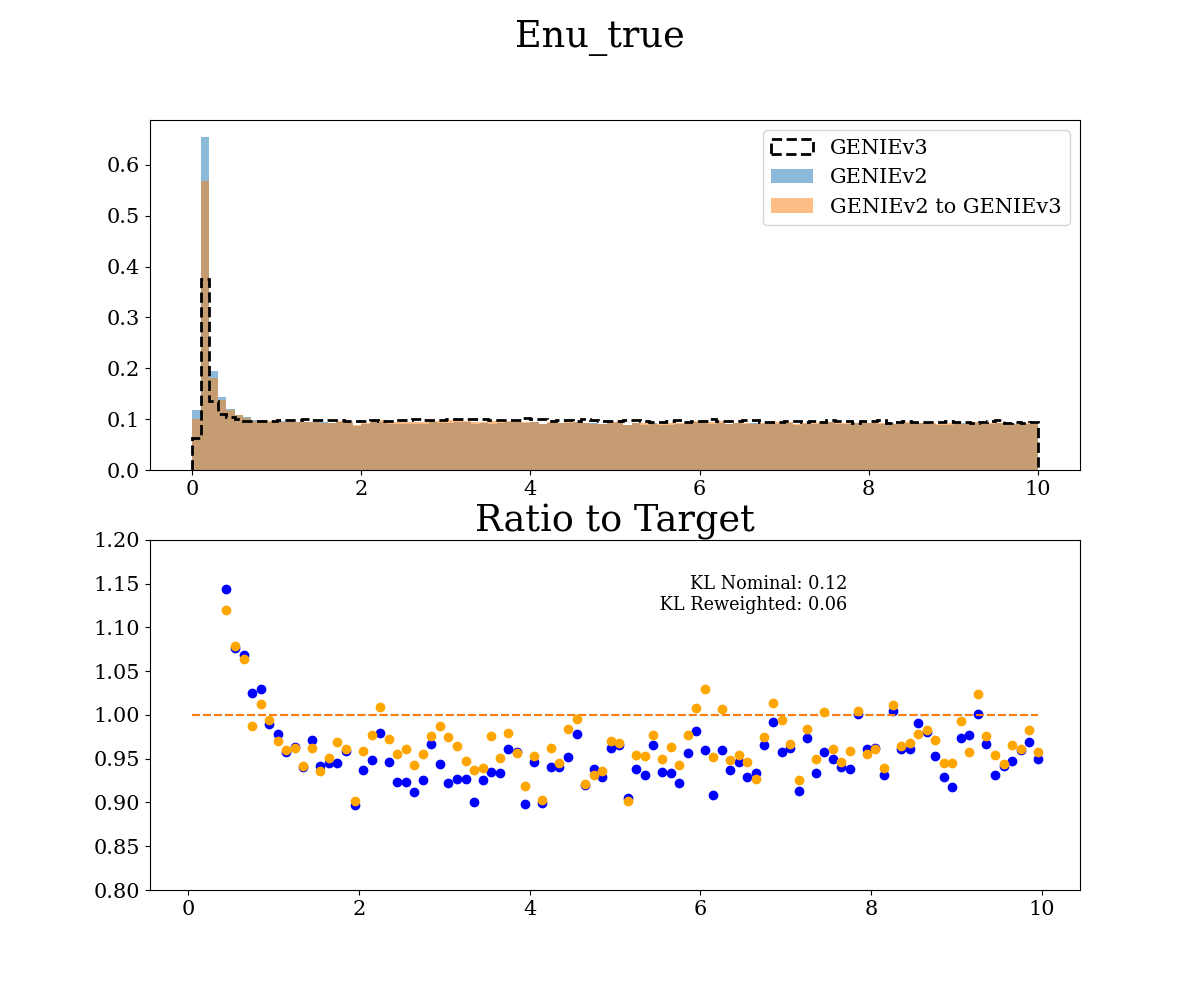 Enu_true
GENIEv3
GENIEv2
GENIEv2 to GENIEv3
0.6
0.5
0.4
0.3
0.2
0.1
0.0
0 2 4 6 8 10
Ratio to Target
KL Nominal: 0.12
KL Reweighted: 0.06
1.20
1.15
1.10
1.05
1.00
0.95
0.90
0.85
0.80
0 2 4 6 8 10